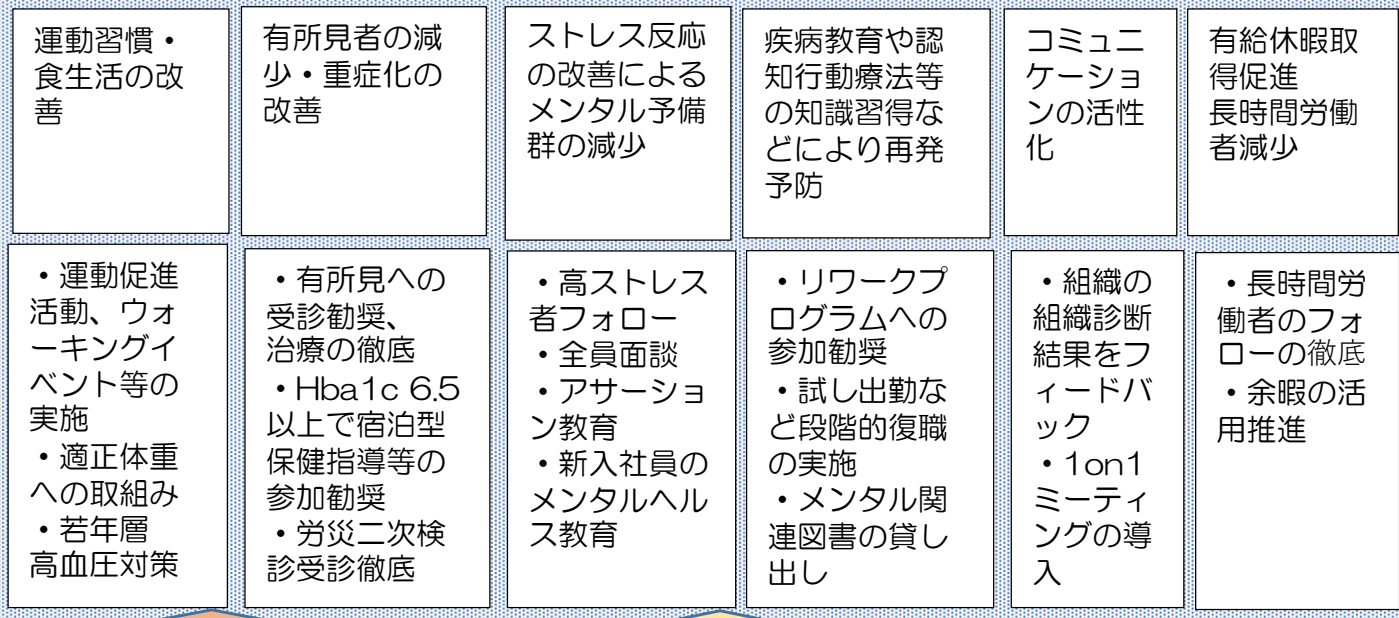 運動習慣・
食生活の改
善
有所見者の減
少・重症化の
改善
ストレス反応
の改善による
メンタル予備
群の減少
疾病教育や認
知行動療法等
の知識習得な
どにより再発
予防
コミュニ
ケーショ
ンの活性
化
有給休暇取
得促進
長時間労働
者減少
・運動促進
活動、ウォ
ーキングイ
ベント等の
実施
・適正体重
への取組み
・若年層
高血圧対策
・有所見への
受診勧奨、
治療の徹底
・Hba1c 6.5
以上で宿泊型
保健指導等の
参加勧奨
・労災二次検
診受診徹底
・高ストレス
者フォロー
・全員面談
・アサーショ
ン教育
・新入社員の
メンタルヘル
ス教育
・リワークプ
ログラムへの
参加勧奨
・試し出勤な
ど段階的復職
の実施
・メンタル関
連図書の貸し
出し
・組織の
組織診断
結果をフ
ィードバ
ック
・1on1
ミーティ
ングの導
入
・長時間労
働者のフォ
ローの徹底
・余暇の活
用推進